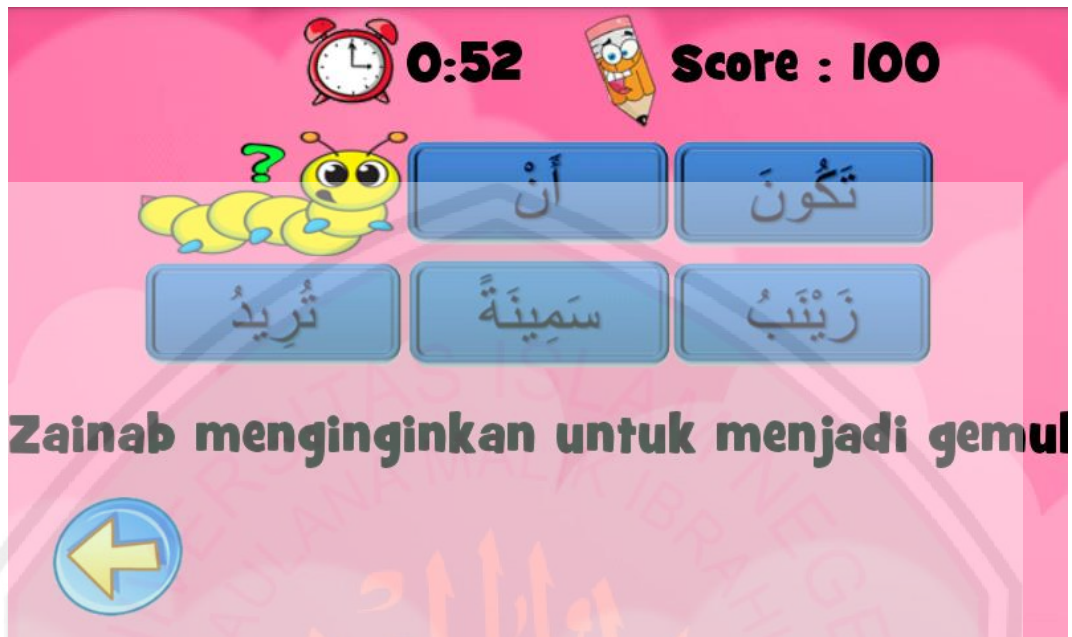 0:52 Score : 100
تَكُونَ أَنْ ?
زَيْنَبُ سَمِينَةً تُرِيدُ
Zainab menginginkan untuk menjadi gemuk